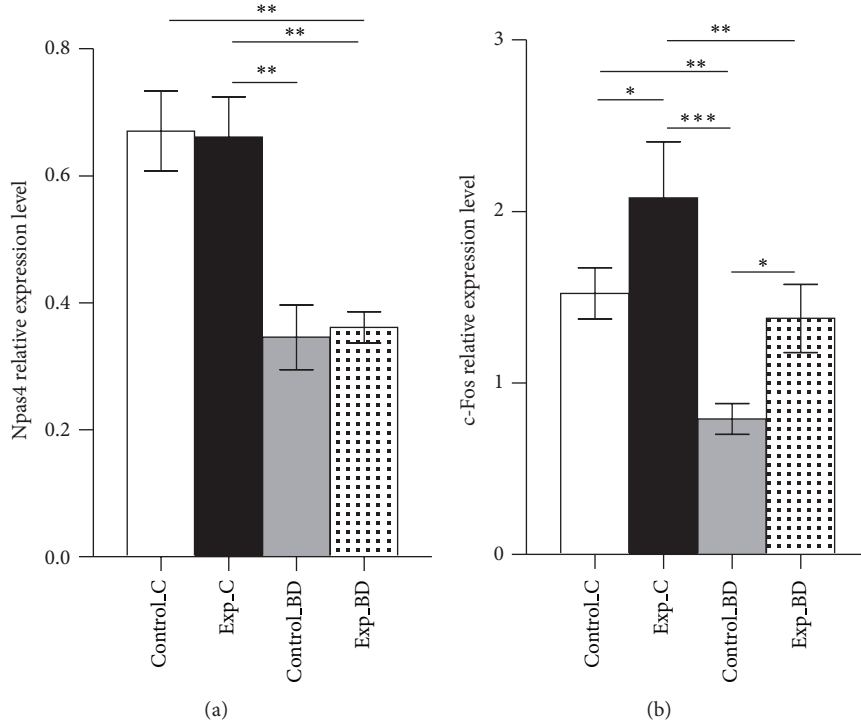 **
**
**
0.8
0.6
0.4
0.2
0.0
Npas4 relative expression level
Control_C
Exp_C
Control_BD
Exp_BD
(a)
**
**
*
***
*
3
2
1
0
c-Fos relative expression level
Control_C
Exp_C
Control_BD
Exp_BD
(b)